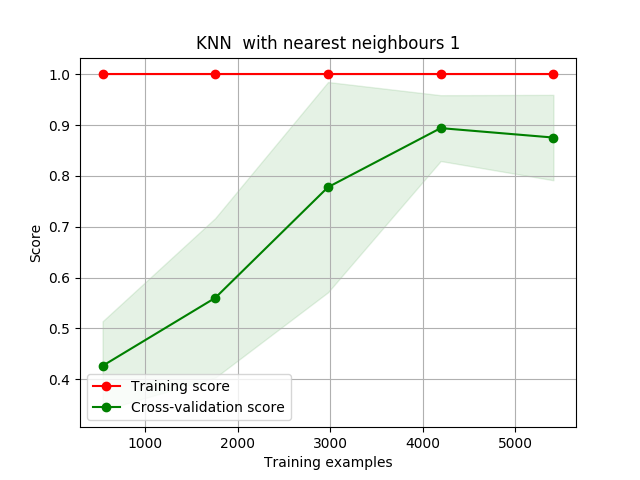 KNN  with nearest neighbours 1
1.0
0.9
0.8
0.7
0.6
0.5
0.4
Score
Training score
Cross-validation score
1000 2000 3000 4000 5000
Training examples